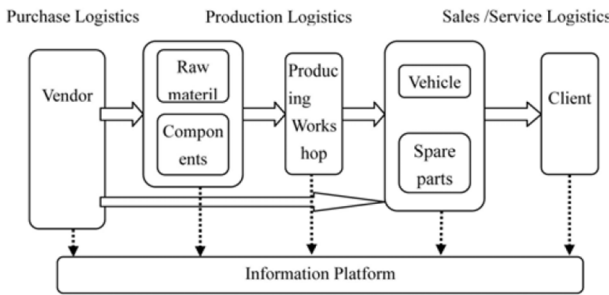 Purchase Logistics
Production Logistics
Sales /Service Logistics
Vendor
Raw
materil
Compon
ents
Produc
ing
Works
hop
Vehicle
Spare
parts
Client
Information Platform